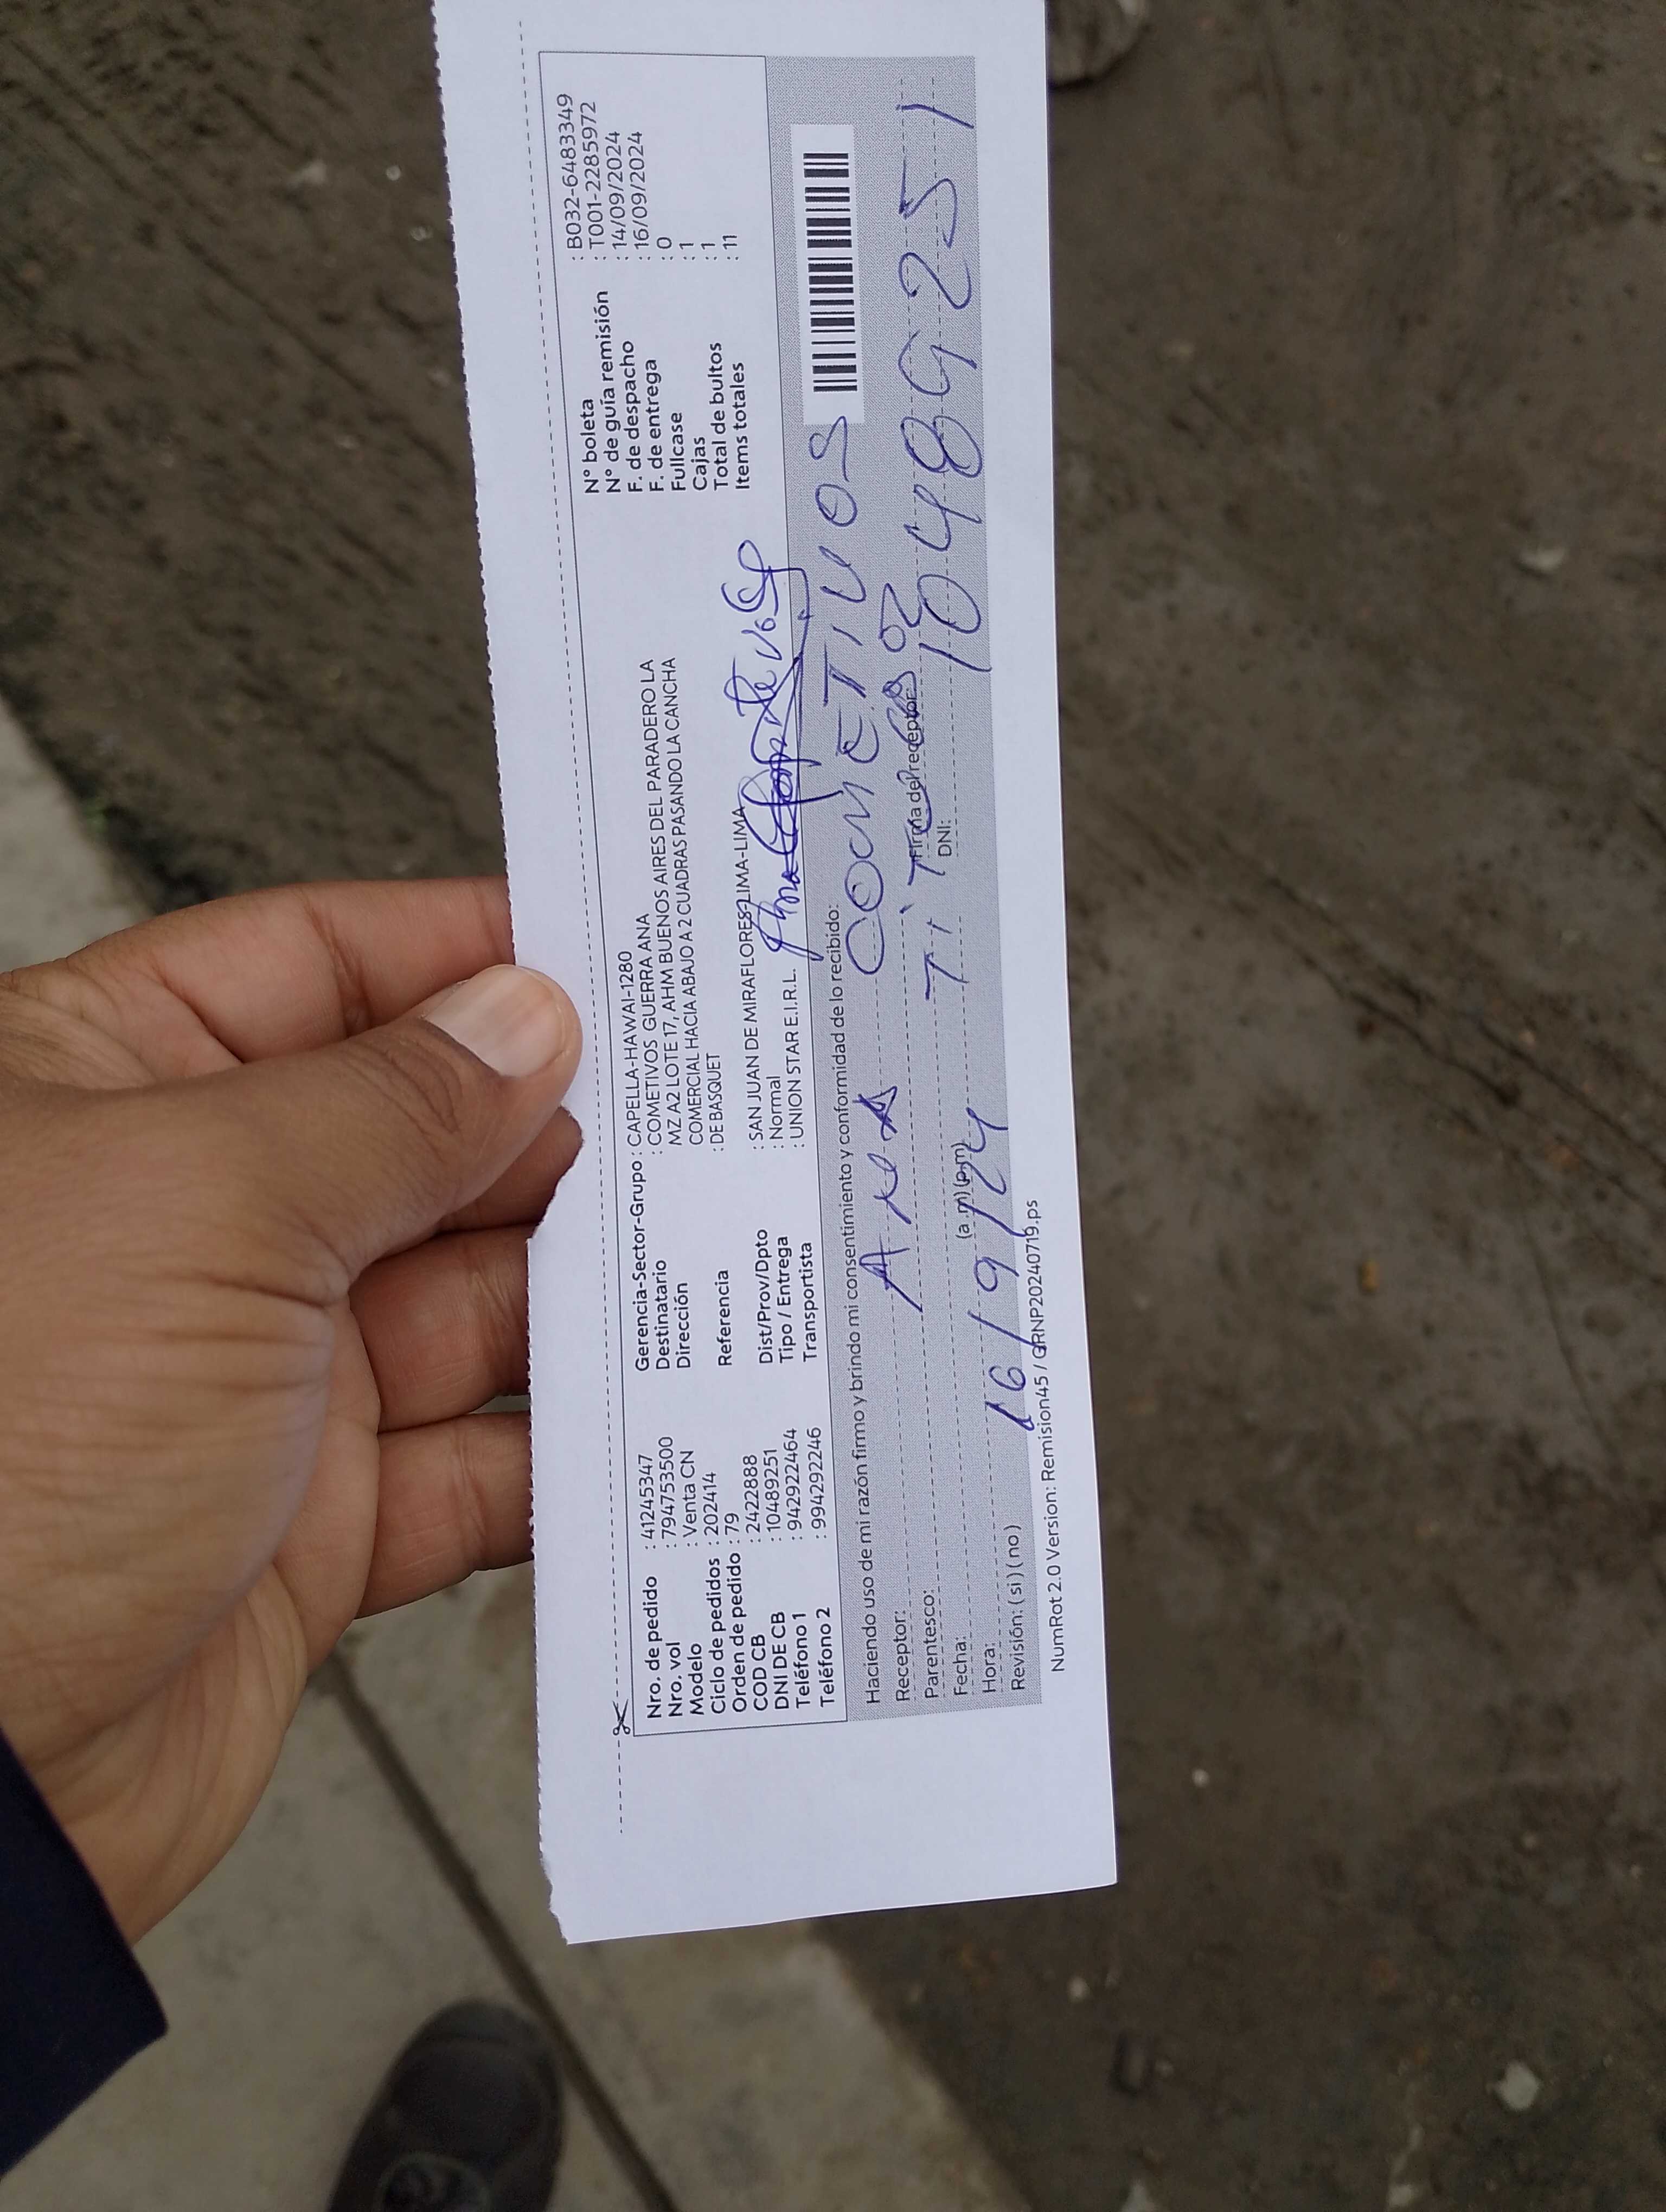 Nro. de pedido : 41245347
Nro. vol : 794753500
Modelo : Venta CN
Ciclo de pedidos : 202414
Orden de pedido : 79
COD CB : 2422888
DNI DE CB : 10489251
Teléfono 1 : 942922464
Teléfono 2 : 994292246
Gerencia-Sector-Grupo : CAPELLA-HAWAI-1280
Destinatario : COMETIVOS GUERRA ANA
Dirección MZ A2 LOTE 17, AHM BUENOS AIRES DEL PARADERO LA
COMERCIAL HACIA ABAJO A 2 CUADRAS PASANDO LA CANCHA
Referencia : DE BASQUET
Dist/Prov/Dpto : SAN JUAN DE MIRAFLORES-LIMA-LIMA
Tipo / Entrega : Normal
Transportista : UNION STAR E.I.R.L.
N° boleta : B032-6483349
N° de guía remisión : T001-2285972
F. de despacho : 14/09/2024
F. de entrega : 16/09/2024
Fullcase : 0
Cajas : 1
Total de bultos : 1
Items totales : 11
Haciendo uso de mi razón firmo y brindo mi consentimiento y conformidad de lo recibido:
Receptor: Ana COMETIVOS
Parentesco: TiTular
Firma del receptor
Fecha: DNI: 10489251
Hora: (a.m) (p.m)
16/9/24
Revisión: (si) (no)
NumRot 2.0 Version: Remision45 / GRNP20240719.ps